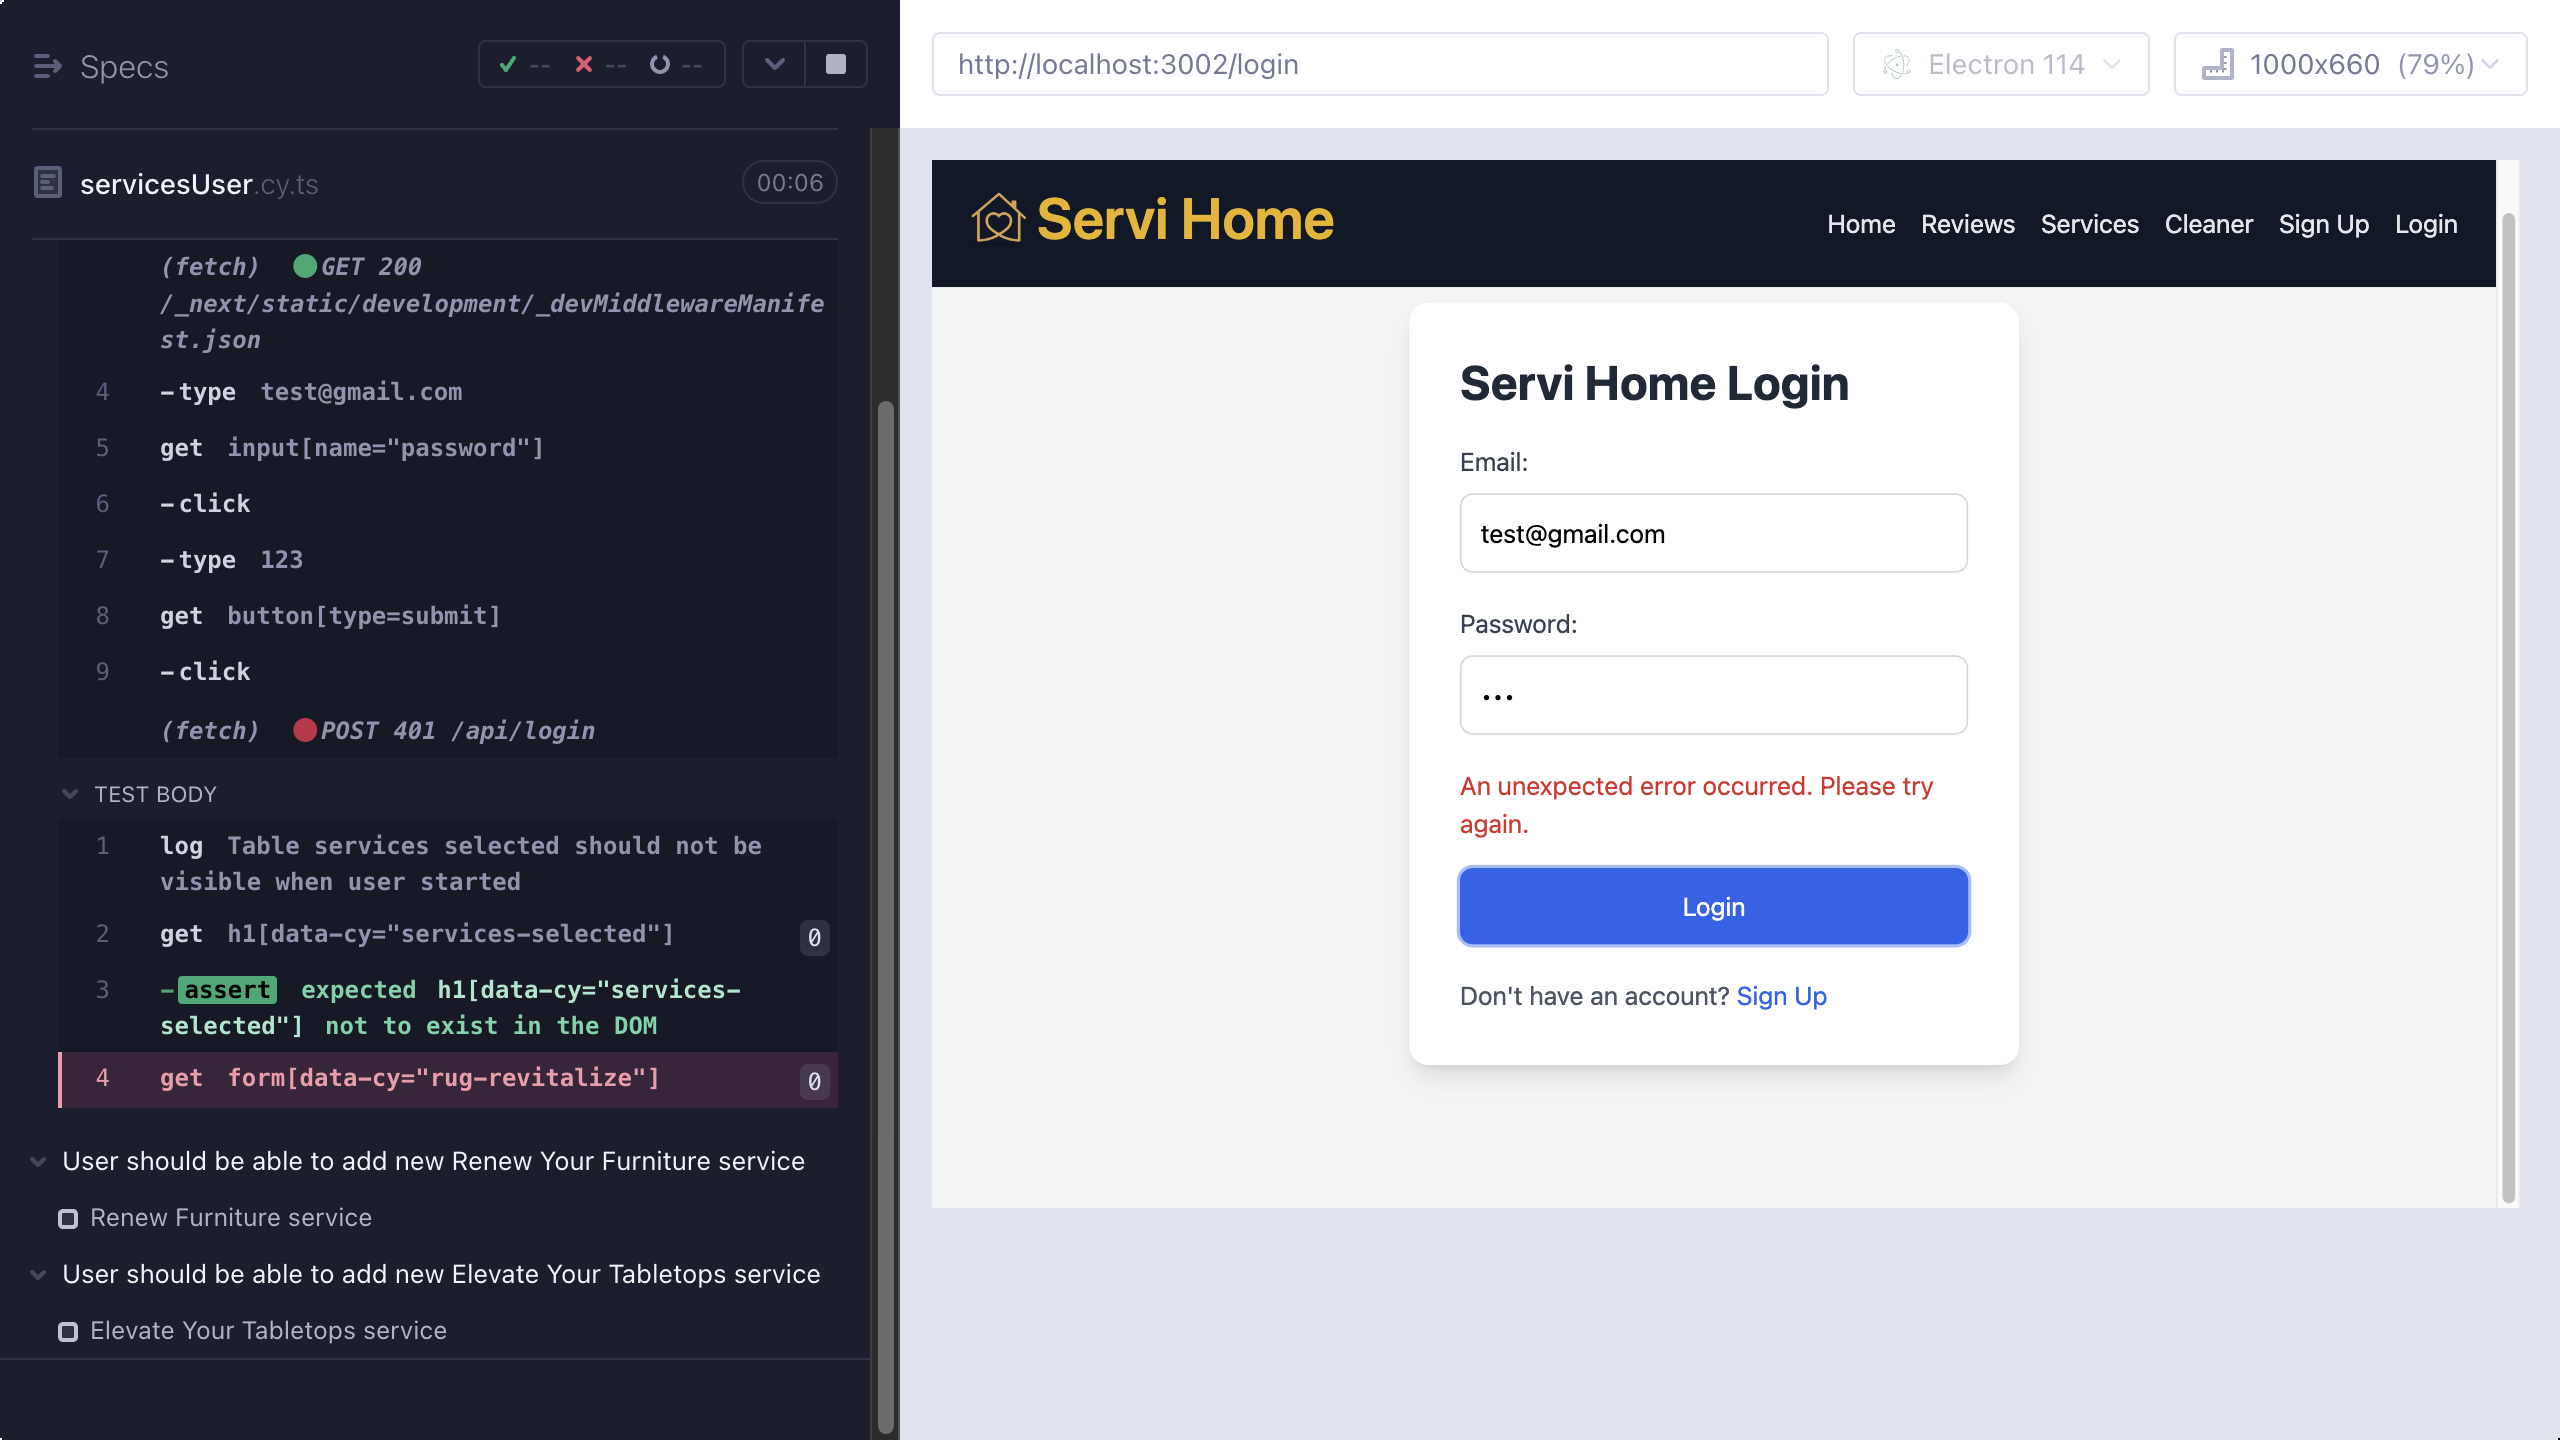 Specs
-- -- --
servicesUser.cy.ts
00:06
(fetch) GET 200
/_next/static/development/_devMiddlewareManife
st.json
4 -type test@gmail.com
5 get input[name="password"]
6 -click
7 -type 123
8 get button[type=submit]
9 -click
(fetch) POST 401 /api/login
TEST BODY
1 log Table services selected should not be
visible when user started
2 get h1[data-cy="services-selected"] 0
3 -assert expected h1[data-cy="services-
selected"] not to exist in the DOM
4 get form[data-cy="rug-revitalize"] 0
User should be able to add new Renew Your Furniture service
Renew Furniture service
User should be able to add new Elevate Your Tabletops service
Elevate Your Tabletops service
http://localhost:3002/login
Electron 114
1000x660 (79%)
Servi Home
Home Reviews Services Cleaner Sign Up Login
Servi Home Login
Email:
test@gmail.com
Password:
•••
An unexpected error occurred. Please try
again.
Login
Don't have an account? Sign Up